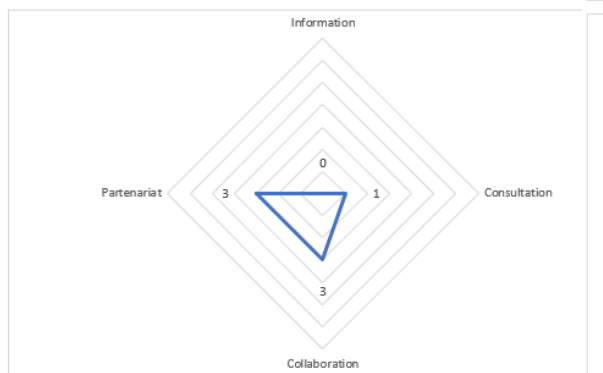 Information
0
Partenariat 3 1 Consultation
3
Collaboration